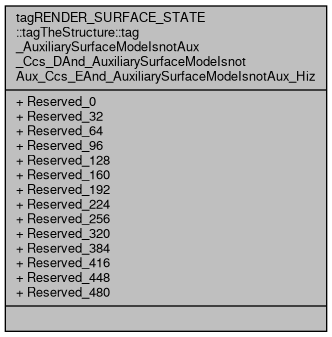 tagRENDER_SURFACE_STATE
::tagTheStructure::tag
_AuxiliarySurfaceModeIsnotAux
_Ccs_DAnd_AuxiliarySurfaceModeIsnot
Aux_Ccs_EAnd_AuxiliarySurfaceModeIsnotAux_Hiz
+ Reserved_0
+ Reserved_32
+ Reserved_64
+ Reserved_96
+ Reserved_128
+ Reserved_160
+ Reserved_192
+ Reserved_224
+ Reserved_256
+ Reserved_320
+ Reserved_384
+ Reserved_416
+ Reserved_448
+ Reserved_480